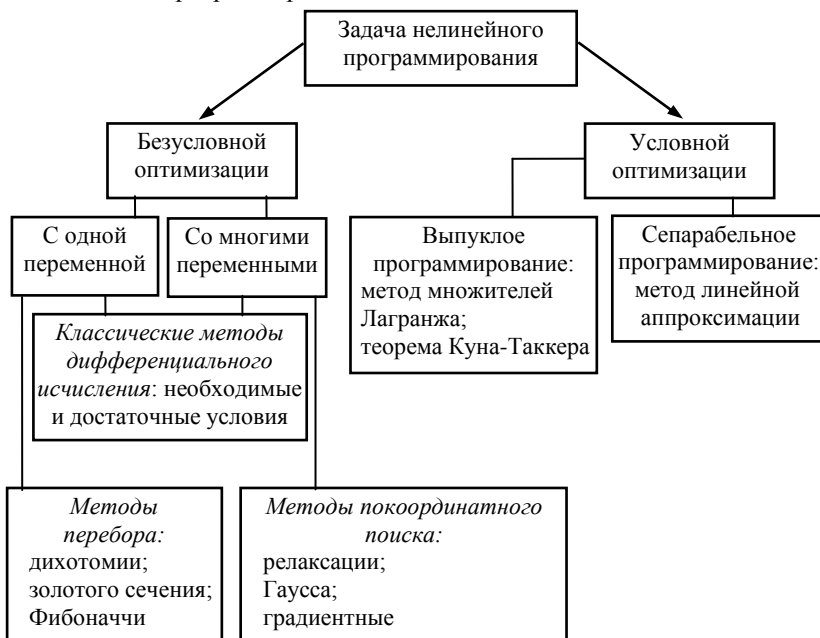 Задача нелинейного
программирования
Безусловной
оптимизации
Условной
оптимизации
С одной
переменной
Со многими
переменными
Выпуклое
программирование:
метод множителей
Лагранжа;
теорема Куна-Таккера
Сепарабельное
программирование:
метод линейной
аппроксимации
Классические методы
дифференциального
исчисления: необходимые
и достаточные условия
Методы
перебора:
дихотомии;
золотого сечения;
Фибоначчи
Методы покоординатного
поиска:
релаксации;
Гаусса;
градиентные